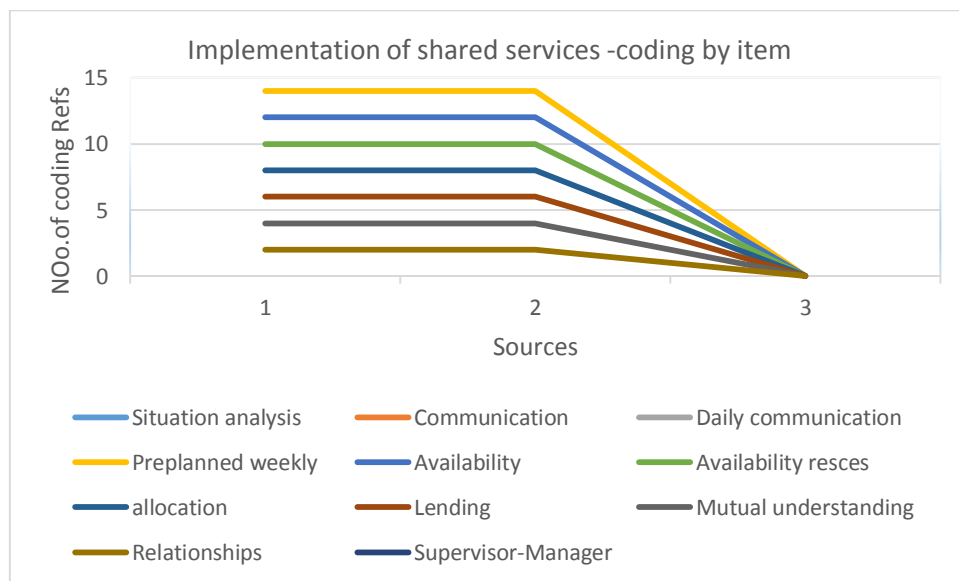 Implementation of shared services -coding by item
NOo.of coding Refs
15
10
5
0
1 2 3
Sources
Situation analysis Communication Daily communication
Preplanned weekly Availability Availability resces
allocation Lending Mutual understanding
Relationships Supervisor-Manager